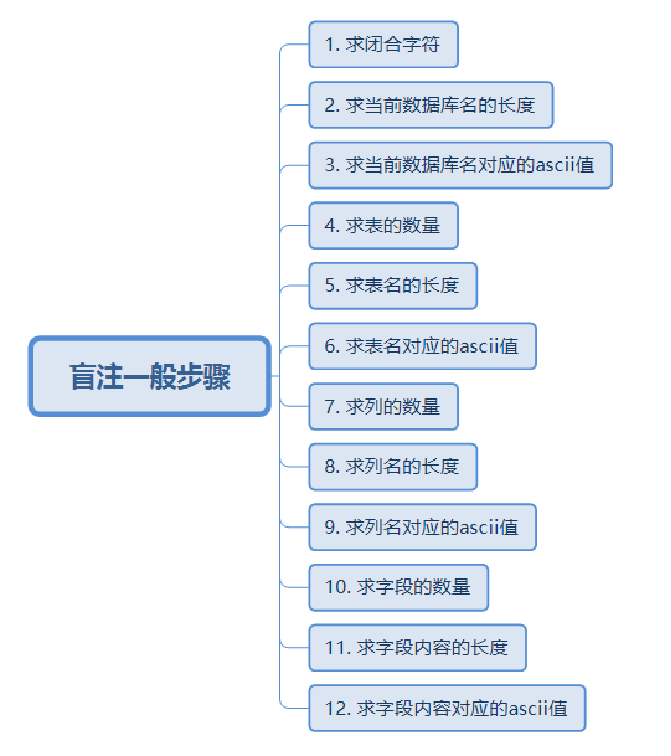 盲注一般步骤
1. 求闭合字符
2. 求当前数据库名的长度
3. 求当前数据库名对应的ascii值
4. 求表的数量
5. 求表名的长度
6. 求表名对应的ascii值
7. 求列的数量
8. 求列名的长度
9. 求列名对应的ascii值
10. 求字段的数量
11. 求字段内容的长度
12. 求字段内容对应的ascii值